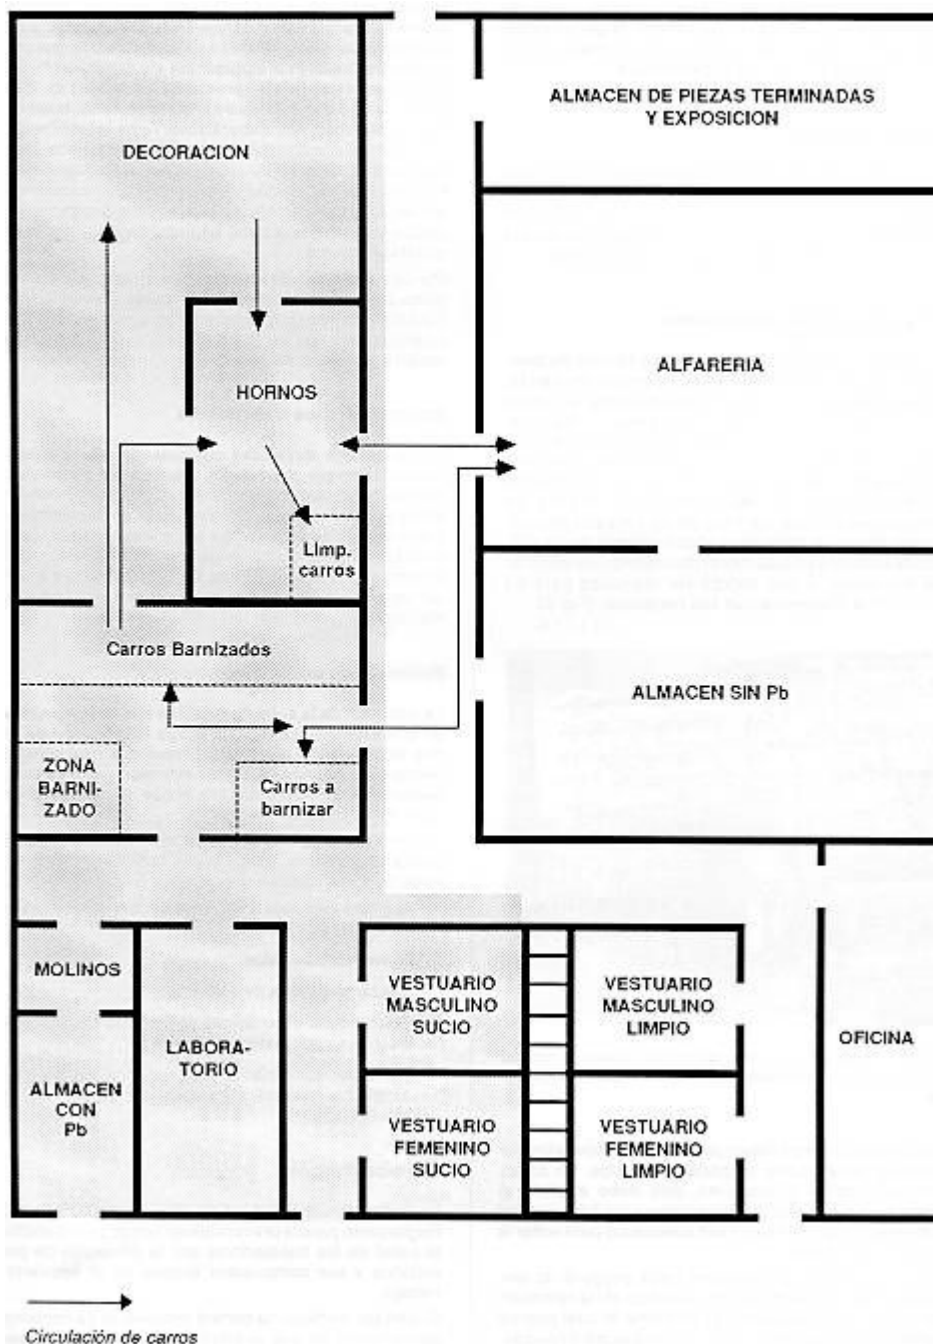 ALMACEN DE PIEZAS TERMINADAS
Y EXPOSICION
DECORACION
ALFARERIA
HORNOS
LImp.
carros
Carros Barnizados
ALMACEN SIN Pb
ZONA
BARNI-
ZADO
Carros a
barnizar
MOLINOS
LABORA-
TORIO
ALMACEN
CON
Pb
VESTUARIO
MASCULINO
SUCIO
VESTUARIO
MASCULINO
LIMPIO
OFICINA
VESTUARIO
FEMENINO
SUCIO
VESTUARIO
FEMENINO
LIMPIO
Circulación de carros